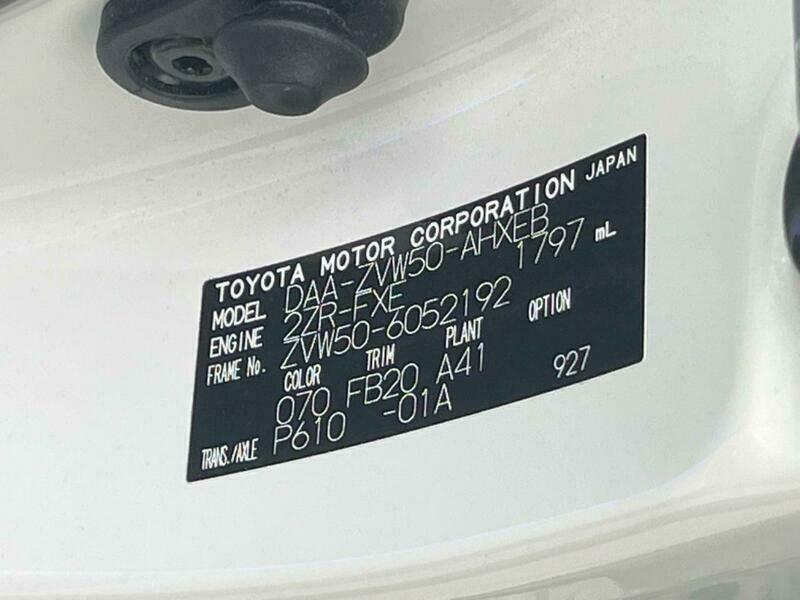 TOYOTA MOTOR CORPORATION JAPAN
MODEL DAA-ZVW50-AHXEB
ENGINE 2ZR-FXE 1797 mL
FRAME No. ZVW50-6052192
COLOR TRIM PLANT OPTION
070 FB20 A41 927
TRANS./AXLE P610 -01A